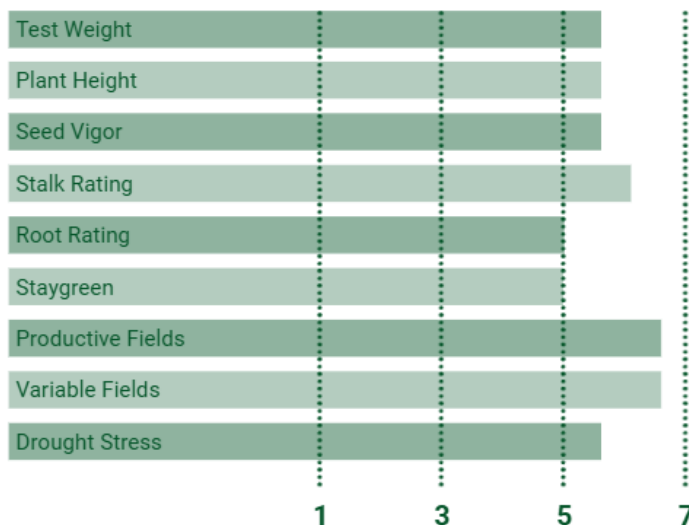 Test Weight
Plant Height
Seed Vigor
Stalk Rating
Root Rating
Staygreen
Productive Fields
Variable Fields
Drought Stress
1 3 5 7